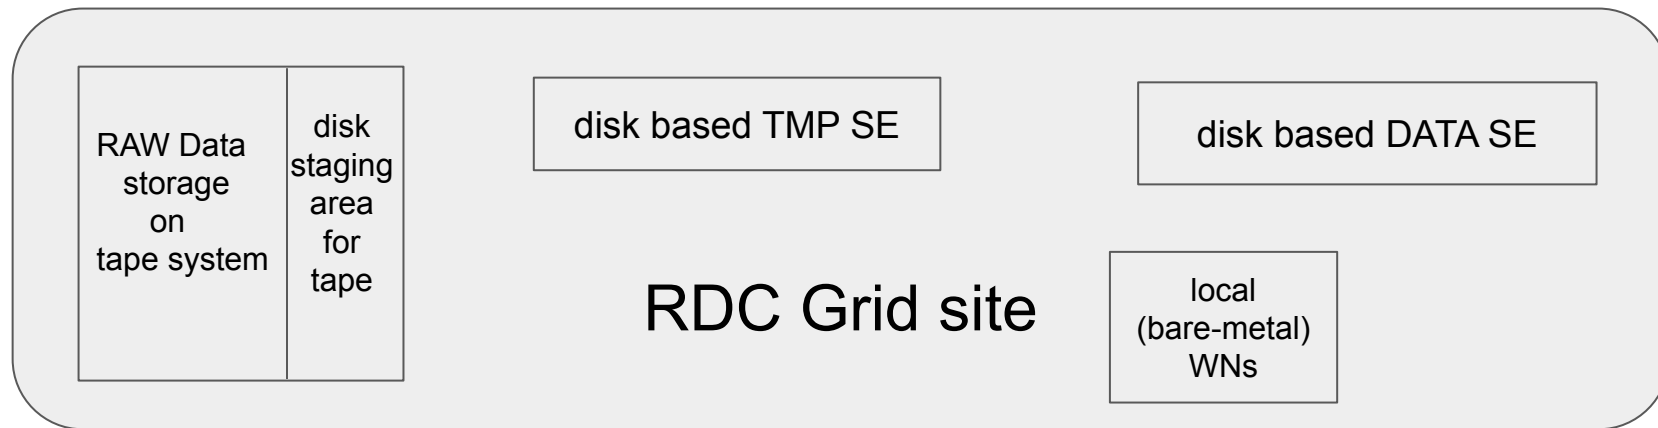 RAW Data
storage
on
tape system
disk
staging
area
for
tape
disk based TMP SE
disk based DATA SE
RDC Grid site
local
(bare-metal)
WNs